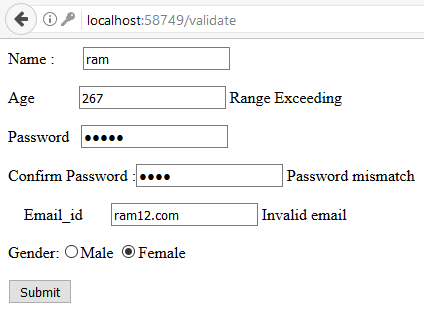 localhost:58749/validate
Name : ram
Age 267 Range Exceeding
Password •••••
Confirm Password : •••• Password mismatch
Email_id ram12.com Invalid email
Gender: Male Female
Submit